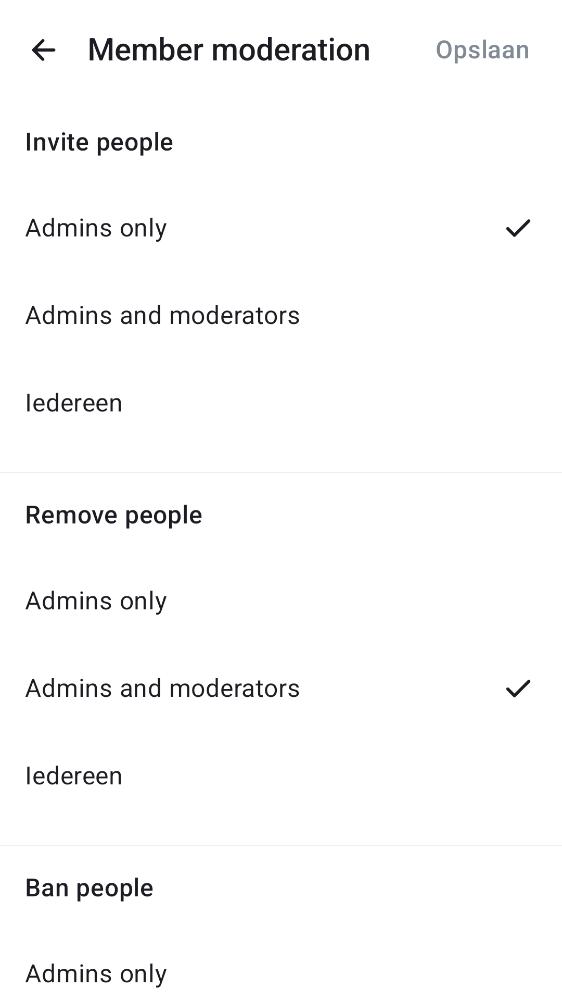 Member moderation
Opslaan
Invite people
Admins only
Admins and moderators
Iedereen
Remove people
Admins only
Admins and moderators
Iedereen
Ban people
Admins only